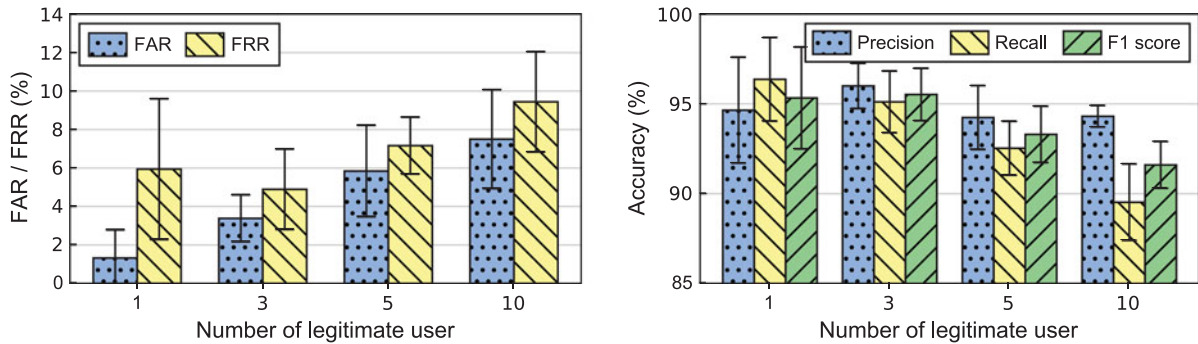 14
12
10
8
6
4
2
0
FAR / FRR (%)
FAR FRR
1 3 5 10
Number of legitimate user
100
95
90
85
Accuracy (%)
Precision Recall F1 score
1 3 5 10
Number of legitimate user